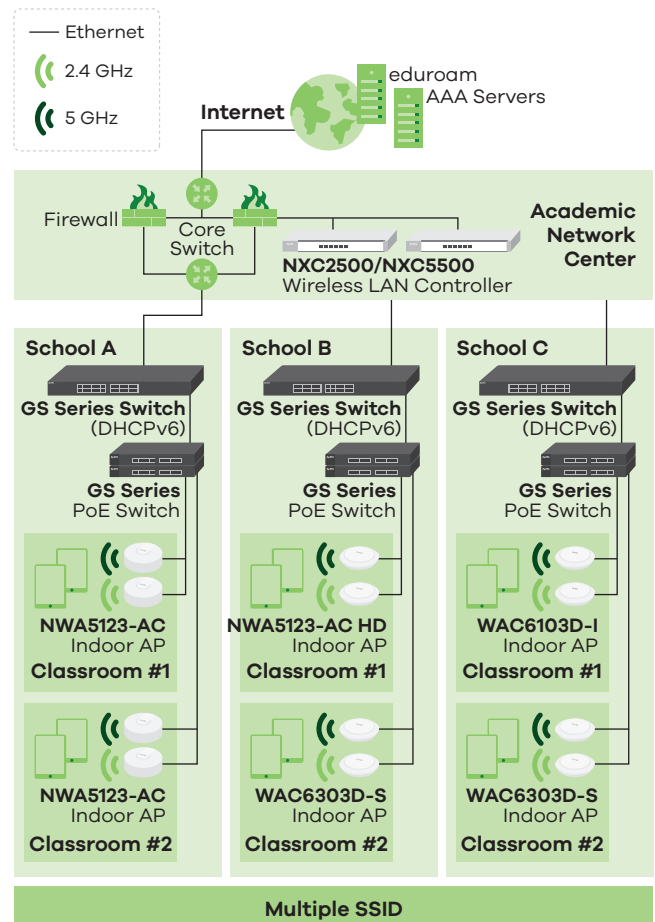 Ethernet
2.4 GHz
5 GHz
eduroam
AAA Servers
Internet
Firewall
Core
Switch
Academic
Network
Center
NXC2500/NXC5500
Wireless LAN Controller
School A
GS Series Switch
(DHCPv6)
GS Series
PoE Switch
NWA5123-AC
Indoor AP
Classroom #1
NWA5123-AC
Indoor AP
Classroom #2
School B
GS Series Switch
(DHCPv6)
GS Series
PoE Switch
NWA5123-AC HD
Indoor AP
Classroom #1
WAC6303D-S
Indoor AP
Classroom #2
School C
GS Series Switch
(DHCPv6)
GS Series
PoE Switch
WAC6103D-I
Indoor AP
Classroom #1
WAC6303D-S
Indoor AP
Classroom #2
Multiple SSID